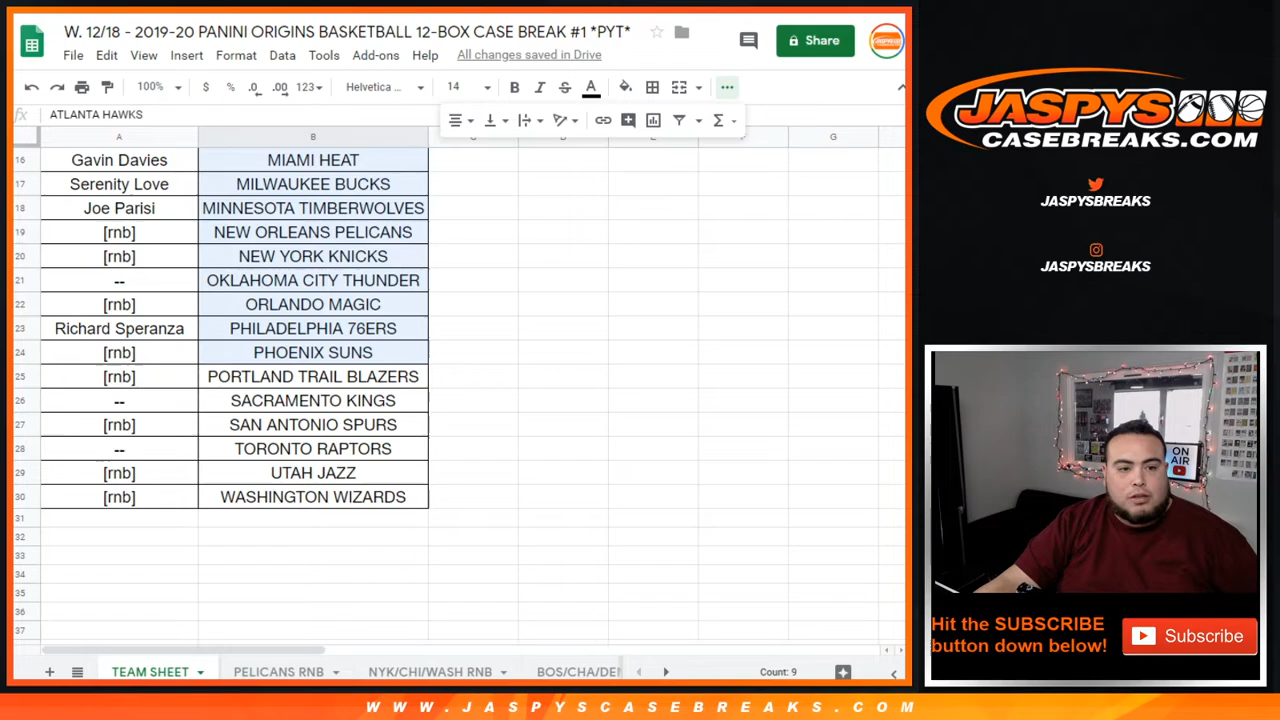 W. 12/18 - 2019-20 PANINI ORIGINS BASKETBALL 12-BOX CASE BREAK #1 *PYT*
Share
File Edit View Insert Format Data Tools Add-ons Help All changes saved in Drive
100% $ % .0 .00 123 Helvetica ... 14 B I S A
fx ATLANTA HAWKS
A B C D E F G
16 Gavin Davies MIAMI HEAT
17 Serenity Love MILWAUKEE BUCKS
18 Joe Parisi MINNESOTA TIMBERWOLVES
19 [rnb] NEW ORLEANS PELICANS
20 [rnb] NEW YORK KNICKS
21 -- OKLAHOMA CITY THUNDER
22 [rnb] ORLANDO MAGIC
23 Richard Speranza PHILADELPHIA 76ERS
24 [rnb] PHOENIX SUNS
25 [rnb] PORTLAND TRAIL BLAZERS
26 -- SACRAMENTO KINGS
27 [rnb] SAN ANTONIO SPURS
28 -- TORONTO RAPTORS
29 [rnb] UTAH JAZZ
30 [rnb] WASHINGTON WIZARDS
31
32
33
34
35
36
37
TEAM SHEET PELICANS RNB NYK/CHI/WASH RNB BOS/CHA/DEN Count: 9
JASPYS
CASEBREAKS.COM
JASPYSBREAKS
JASPYSBREAKS
ON
AIR
Hit the SUBSCRIBE
button down below!
Subscribe
WWW.JASPYSCASEBREAKS.COM